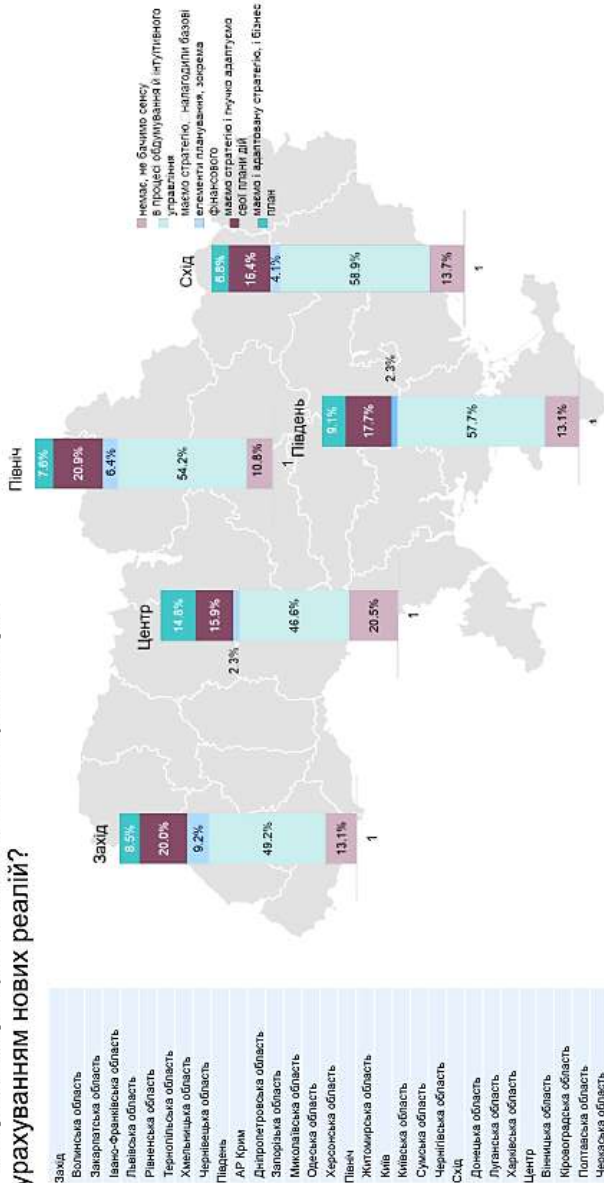 урахуванням нових реалій?
Захід
Волинська область
Закарпатська область
Івано-Франківська область
Львівська область
Рівненська область
Тернопільська область
Хмельницька область
Чернівецька область
Південь
АР Крим
Дніпропетровська область
Запорізька область
Миколаївська область
Одеська область
Херсонська область
Північ
Житомирська область
Київ
Київська область
Сумська область
Чернігівська область
Схід
Донецька область
Луганська область
Харківська область
Центр
Вінницька область
Кіровоградська область
Полтавська область
Черкаська область
Захід
8.5%
20.0%
9.2%
49.2%
13.1%
1
Центр
14.8%
15.9%
2.3%
46.6%
20.5%
1
Північ
7.6%
20.9%
6.4%
54.2%
10.8%
1
Південь
9.1%
17.7%
2.3%
57.7%
13.1%
1
Схід
6.8%
16.4%
4.1%
58.9%
13.7%
1
немає, не бачимо сенсу
в процесі обдумування й інтуїтивного
управління
маємо стратегію, налагодили базові
елементи планування, зокрема
фінансового
маємо стратегію і гнучко адаптуємо
свої плани дій
маємо і адаптовану стратегію, і бізнес
план